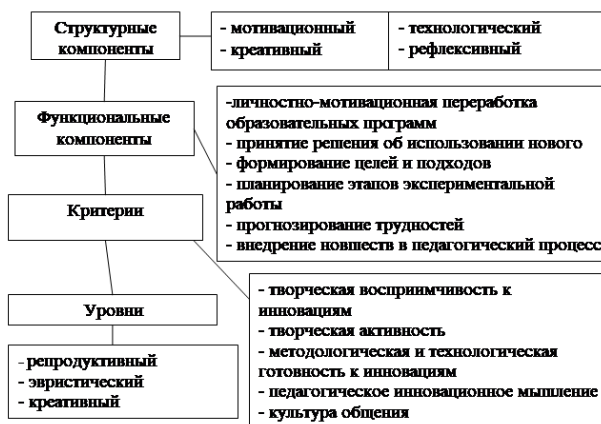 Структурные
компоненты
- мотивационный
- креативный
- технологический
- рефлексивный
Функциональные
компоненты
-личностно-мотивационная переработка
образовательных программ
- принятие решения об использовании нового
- формирование целей и подходов
- планирование этапов экспериментальной
работы
- прогнозирование трудностей
- внедрение новшеств в педагогический процесс
Критерии
- творческая восприимчивость к
инновациям
- творческая активность
- методологическая и технологическая
готовность к инновациям
- педагогическое инновационное мышление
- культура общения
Уровни
- репродуктивный
- эвристический
- креативный